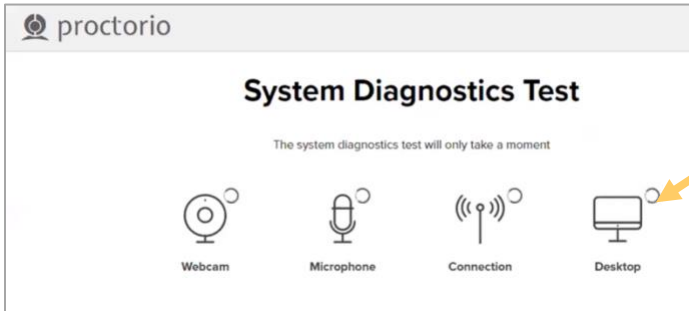 proctorio
System Diagnostics Test
The system diagnostics test will only take a moment
Webcam Microphone Connection Desktop